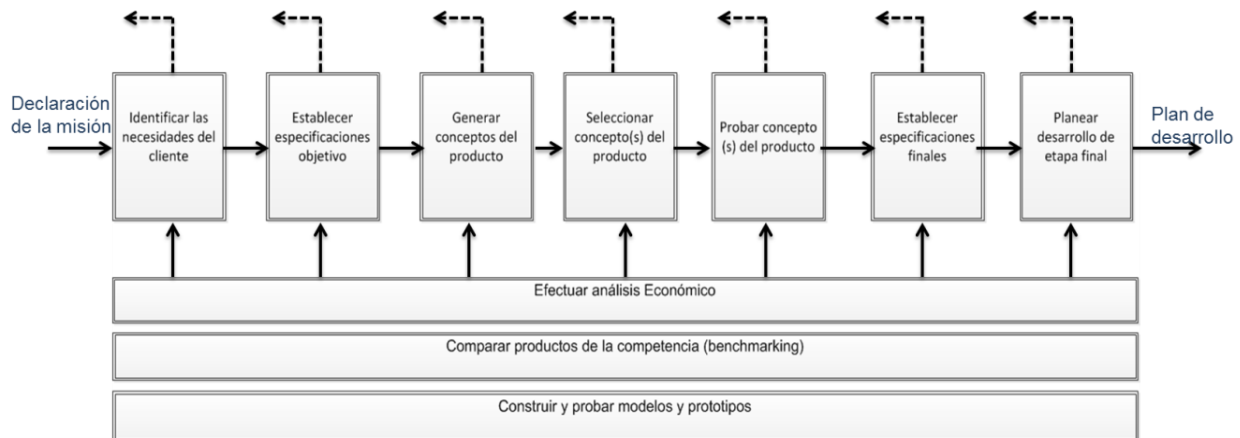 Declaración
de la misión
Identificar las
necesidades del
cliente
Establecer
especificaciones
objetivo
Generar
conceptos del
producto
Seleccionar
concepto(s) del
producto
Probar concepto
(s) del producto
Establecer
especificaciones
finales
Planear
desarrollo de
etapa final
Plan de
desarrollo
Efectuar análisis Económico
Comparar productos de la competencia (benchmarking)
Construir y probar modelos y prototipos